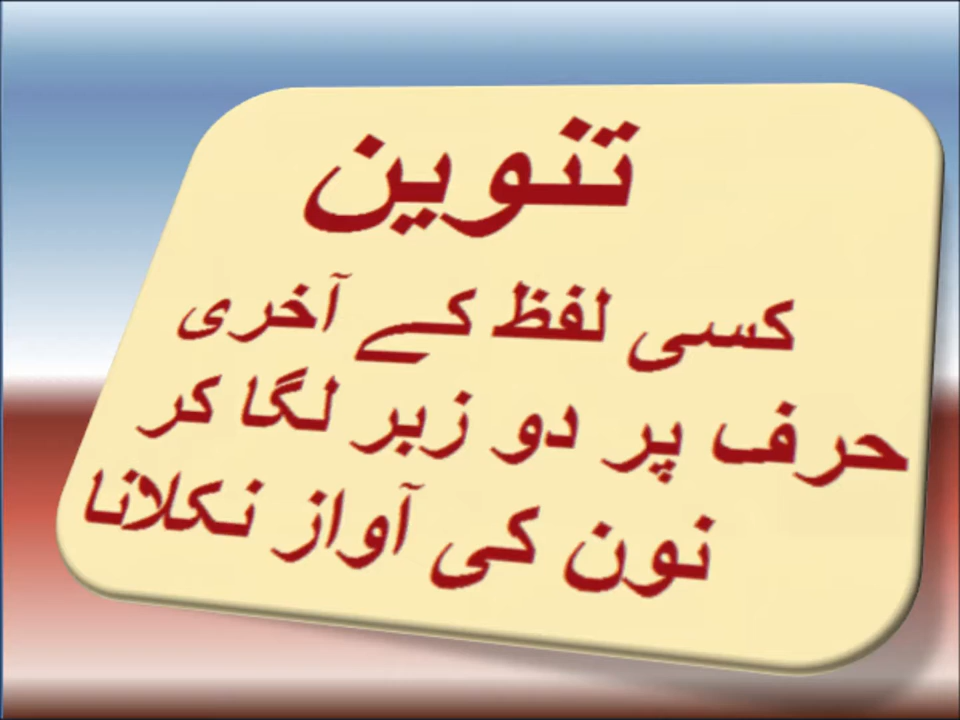 تنوین
کسی لفظ کے آخری
حرف پر دو زبر لگا کر
نون کی آواز نکلانا